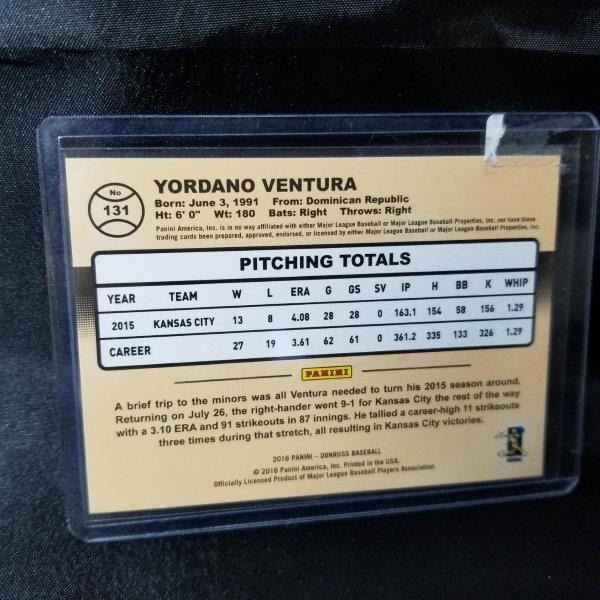 No
131
YORDANO VENTURA
Born: June 3, 1991 From: Dominican Republic
Ht: 6' 0" Wt: 180 Bats: Right Throws: Right
Panini America, Inc. is in no way affiliated with either Major League Baseball or Major League Baseball Properties, Inc. nor have these
trading cards been prepared, approved, endorsed, or licensed by either Major League Baseball or Major League Baseball Properties, Inc.
PITCHING TOTALS
YEAR TEAM W L ERA G GS SV IP H BB K WHIP
2015 KANSAS CITY 13 8 4.08 28 28 0 163.1 154 58 156 1.29
CAREER 27 19 3.61 62 61 0 361.2 335 133 326 1.29
PANINI
A brief trip to the minors was all Ventura needed to turn his 2015 season around.
Returning on July 26, the right-hander went 9-1 for Kansas City the rest of the way
with a 3.10 ERA and 91 strikeouts in 87 innings. He tallied a career-high 11 strikeouts
three times during that stretch, all resulting in Kansas City victories.
2016 PANINI – DONRUSS BASEBALL
© 2016 Panini America, Inc. Printed in the USA.
Officially Licensed Product of Major League Baseball Players Association